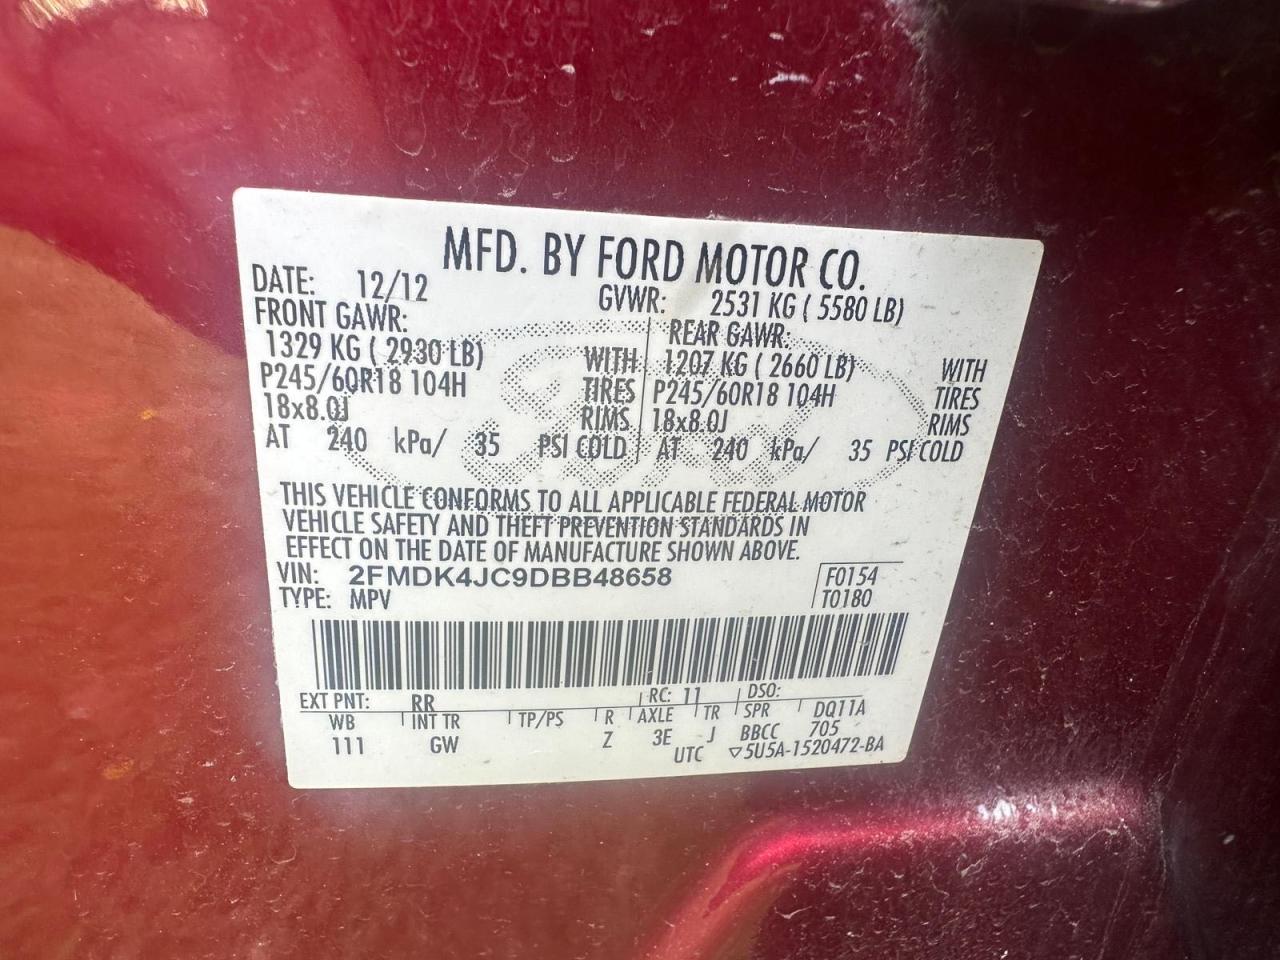 MFD. BY FORD MOTOR CO.
DATE: 12/12 GVWR: 2531 KG ( 5580 LB)
FRONT GAWR: REAR GAWR:
1329 KG ( 2930 LB) WITH 1207 KG ( 2660 LB) WITH
P245/60R18 104H TIRES P245/60R18 104H TIRES
18x8.0J RIMS 18x8.0J RIMS
AT 240 kPa/ 35 PSI COLD AT 240 kPa/ 35 PSI COLD
THIS VEHICLE CONFORMS TO ALL APPLICABLE FEDERAL MOTOR
VEHICLE SAFETY AND THEFT PREVENTION STANDARDS IN
EFFECT ON THE DATE OF MANUFACTURE SHOWN ABOVE.
VIN: 2FMDK4JC9DBB48658 F0154
TYPE: MPV T0180
EXT PNT: RR RC: 11 DSO:
WB INT TR TP/PS R AXLE TR SPR DQ11A
111 GW Z 3E J BBCC 705
UTC ▽5U5A-1520472-BA